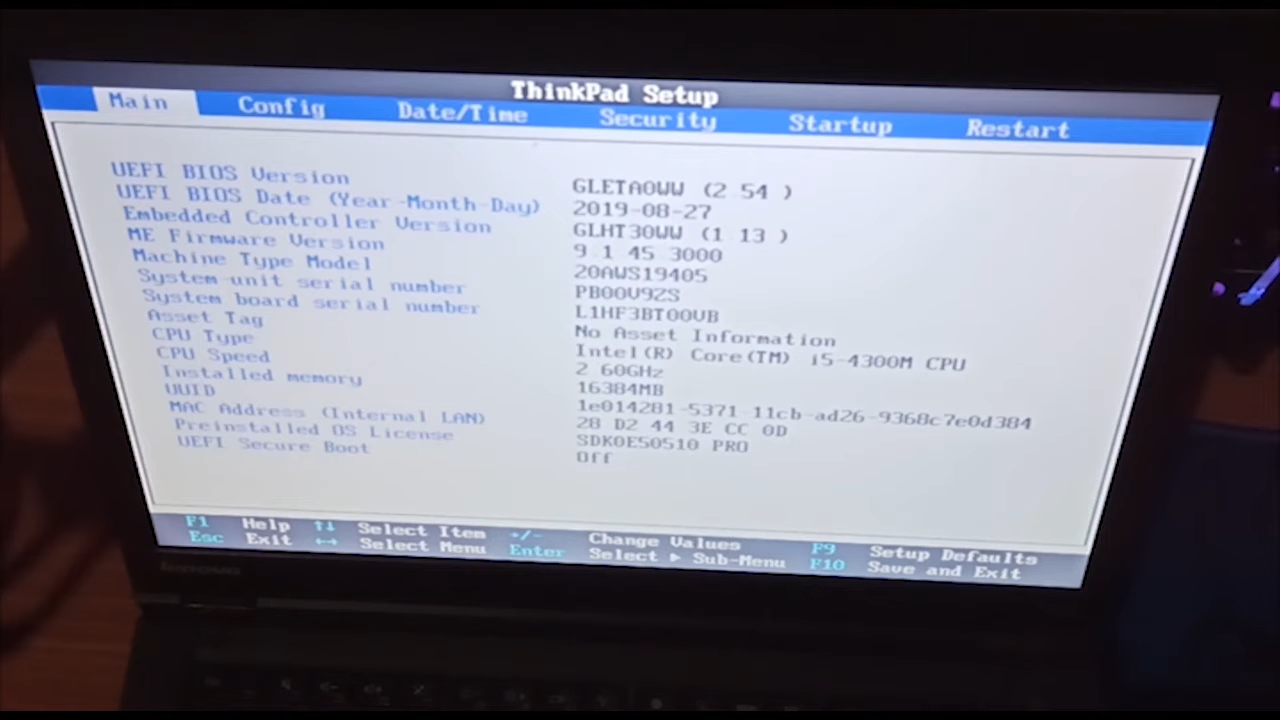 ThinkPad Setup
Main Config Date/Time Security Startup Restart
UEFI BIOS Version GLETA0WW (2 54 )
UEFI BIOS Date (Year-Month-Day) 2019-08-27
Embedded Controller Version GLHT30WW (1 13 )
ME Firmware Version 9 1 45 3000
Machine Type Model 20AWS19405
System-unit serial number PB00V9ZS
System board serial number L1HF3BT00VB
Asset Tag No Asset Information
CPU Type Intel(R) Core(TM) i5-4300M CPU
CPU Speed 2 60GHz
Installed memory 16384MB
UUID 1e014281-5371-11cb-ad26-9368c7e0d384
MAC Address (Internal LAN) 28 D2 44 3E CC 0D
Preinstalled OS License SDK0E50510 PRO
UEFI Secure Boot Off
F1 Help ↑↓ Select Item +/- Change Values F9 Setup Defaults
Esc Exit ↔ Select Menu Enter Select ▶ Sub-Menu F10 Save and Exit
lenovo